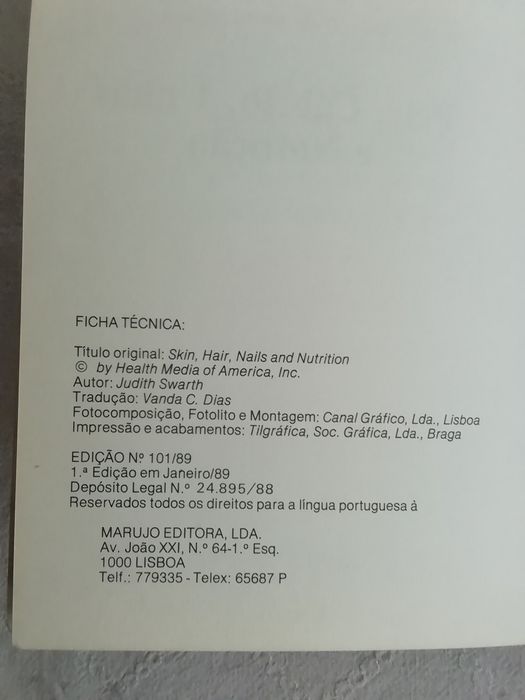 FICHA TÉCNICA:
Título original: Skin, Hair, Nails and Nutrition
© by Health Media of America, Inc.
Autor: Judith Swarth
Tradução: Vanda C. Dias
Fotocomposição, Fotolito e Montagem: Canal Gráfico, Lda., Lisboa
Impressão e acabamentos: Tilgráfica, Soc. Gráfica, Lda., Braga
EDIÇÃO Nº 101/89
1.ª Edição em Janeiro/89
Depósito Legal N.º 24.895/88
Reservados todos os direitos para a língua portuguesa à
MARUJO EDITORA, LDA.
Av. João XXI, N.º 64-1.º Esq.
1000 LISBOA
Telf.: 779335 - Telex: 65687 P